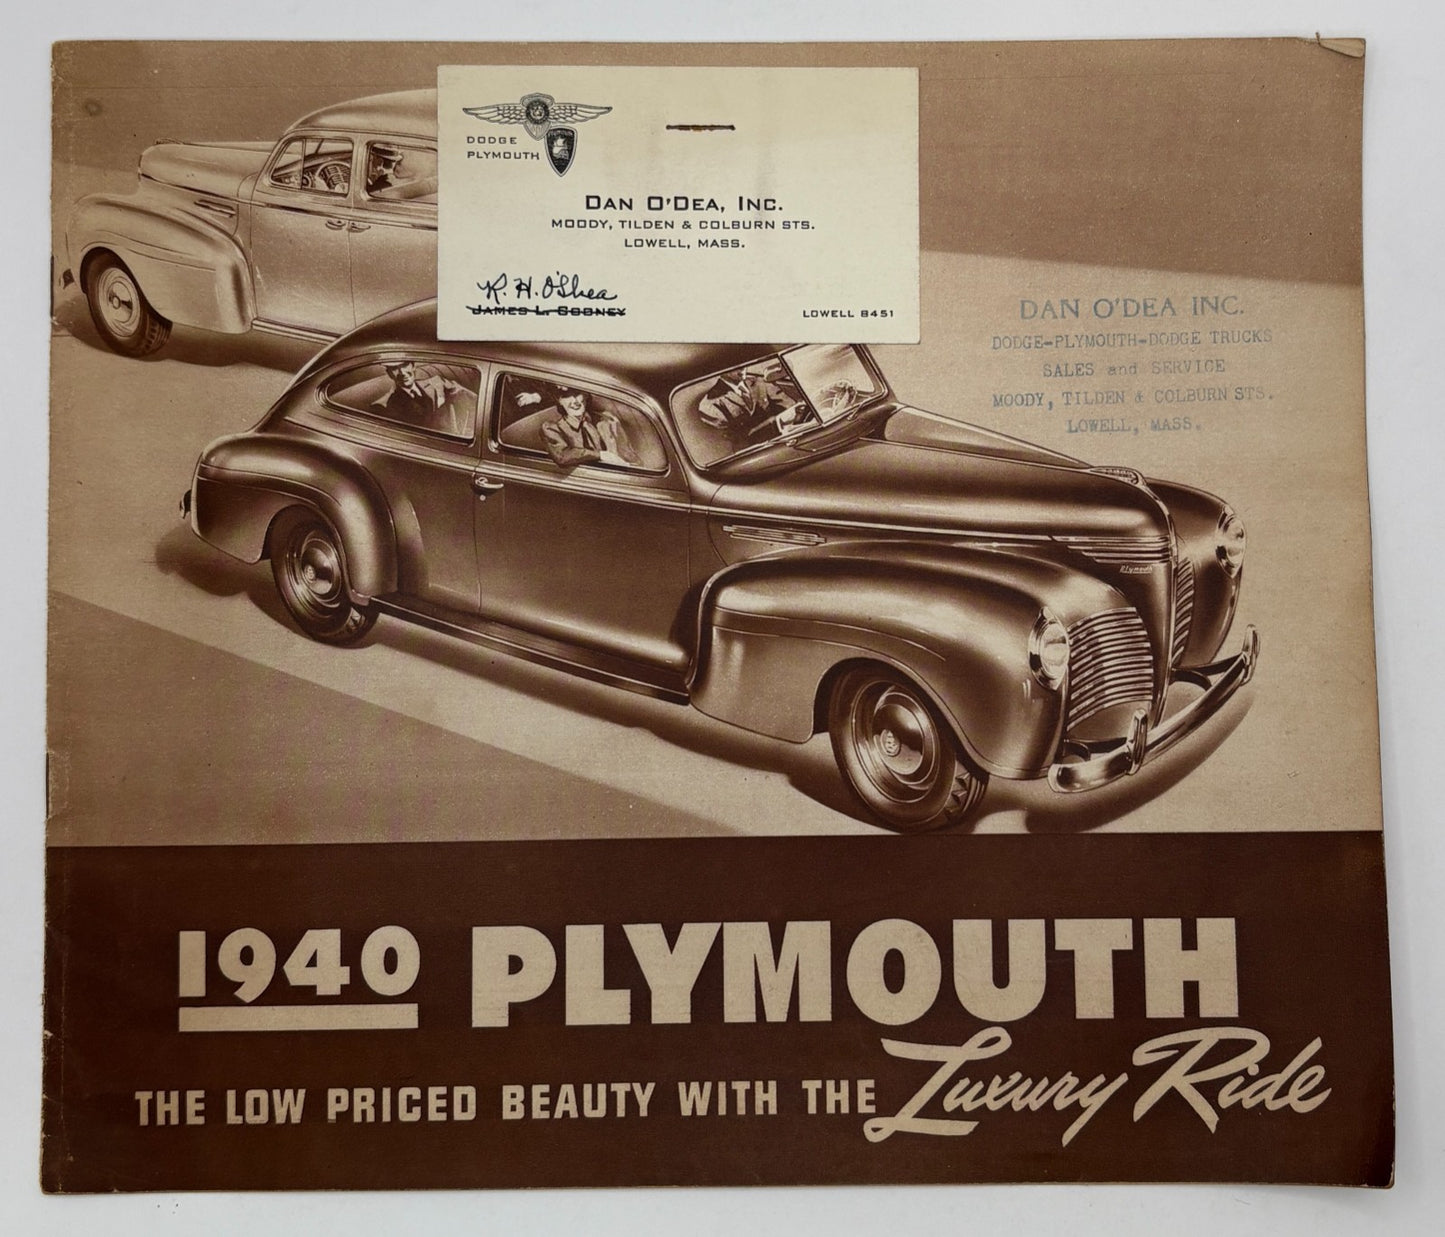 DODGE
PLYMOUTH
DAN O'DEA, INC.
MOODY, TILDEN & COLBURN STS.
LOWELL, MASS.
R. H. O'Shea
JAMES L. COONEY
LOWELL 8451
DAN O'DEA INC.
DODGE-PLYMOUTH-DODGE TRUCKS
SALES and SERVICE
MOODY, TILDEN & COLBURN STS.
LOWELL, MASS.
Plymouth
1940 PLYMOUTH
THE LOW PRICED BEAUTY WITH THE Luxury Ride